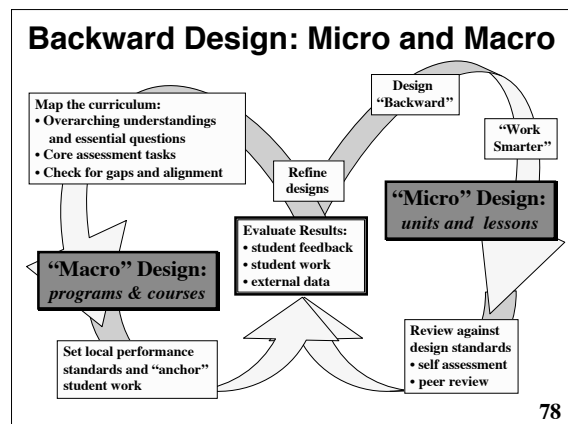 Backward Design: Micro and Macro
Map the curriculum:
• Overarching understandings
and essential questions
• Core assessment tasks
• Check for gaps and alignment
Design
“Backward”
“Work
Smarter”
Refine
designs
“Micro” Design:
units and lessons
Evaluate Results:
• student feedback
• student work
• external data
“Macro” Design:
programs & courses
Set local performance
standards and “anchor”
student work
Review against
design standards
• self assessment
• peer review
78